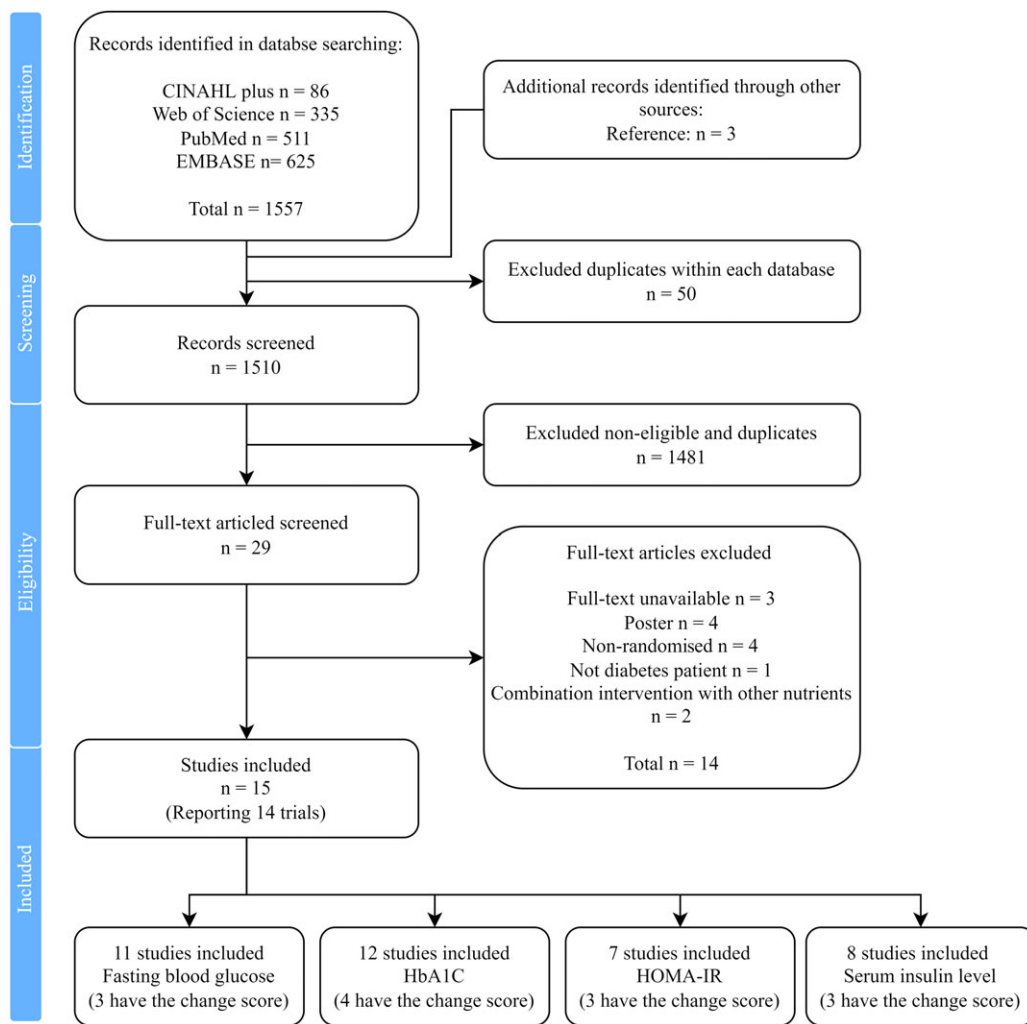 Identification
Records identified in databse searching:
CINAHL plus n = 86
Web of Science n = 335
PubMed n = 511
EMBASE n= 625
Total n = 1557
Additional records identified through other
sources:
Reference: n = 3
Screening
Excluded duplicates within each database
n = 50
Records screened
n = 1510
Eligibility
Excluded non-eligible and duplicates
n = 1481
Full-text articled screened
n = 29
Full-text articles excluded
Full-text unavailable n = 3
Poster n = 4
Non-randomised n = 4
Not diabetes patient n = 1
Combination intervention with other nutrients
n = 2
Total n = 14
Included
Studies included
n = 15
(Reporting 14 trials)
11 studies included
Fasting blood glucose
(3 have the change score)
12 studies included
HbA1C
(4 have the change score)
7 studies included
HOMA-IR
(3 have the change score)
8 studies included
Serum insulin level
(3 have the change score)